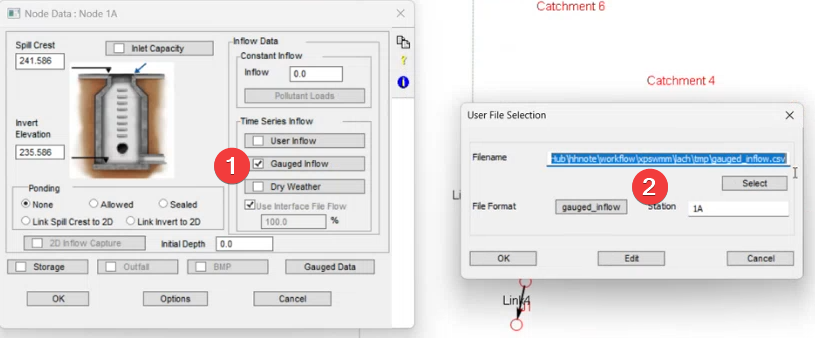 Node Data : Node 1A
Spill Crest
241.586
Inlet Capacity
Invert
Elevation
235.586
Ponding
None
Allowed
Sealed
Link Spill Crest to 2D
Link Invert to 2D
2D Inflow Capture
Initial Depth
0.0
Inflow Data
Constant Inflow
Inflow
0.0
Pollutant Loads
Time Series Inflow
User Inflow
1
Gauged Inflow
Dry Weather
Use Interface File Flow
100.0
%
Storage
Outfall
BMP
Gauged Data
OK
Options
Cancel
?
i
Catchment 6
Catchment 4
User File Selection
Filename
Hub\hhnote\workflow\xpswmm\lach\tmp\gauged_inflow.csv
Select
2
File Format
gauged_inflow
Station
1A
OK
Edit
Cancel
Li
Link4